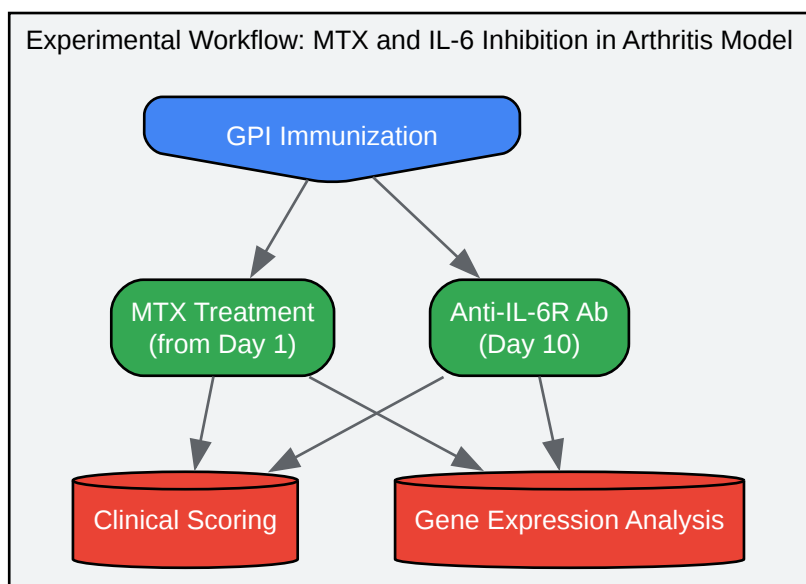 Experimental Workflow: MTX and IL-6 Inhibition in Arthritis Model
GPI Immunization
MTX Treatment
(from Day 1)
Anti-IL-6R Ab
(Day 10)
Clinical Scoring
Gene Expression Analysis